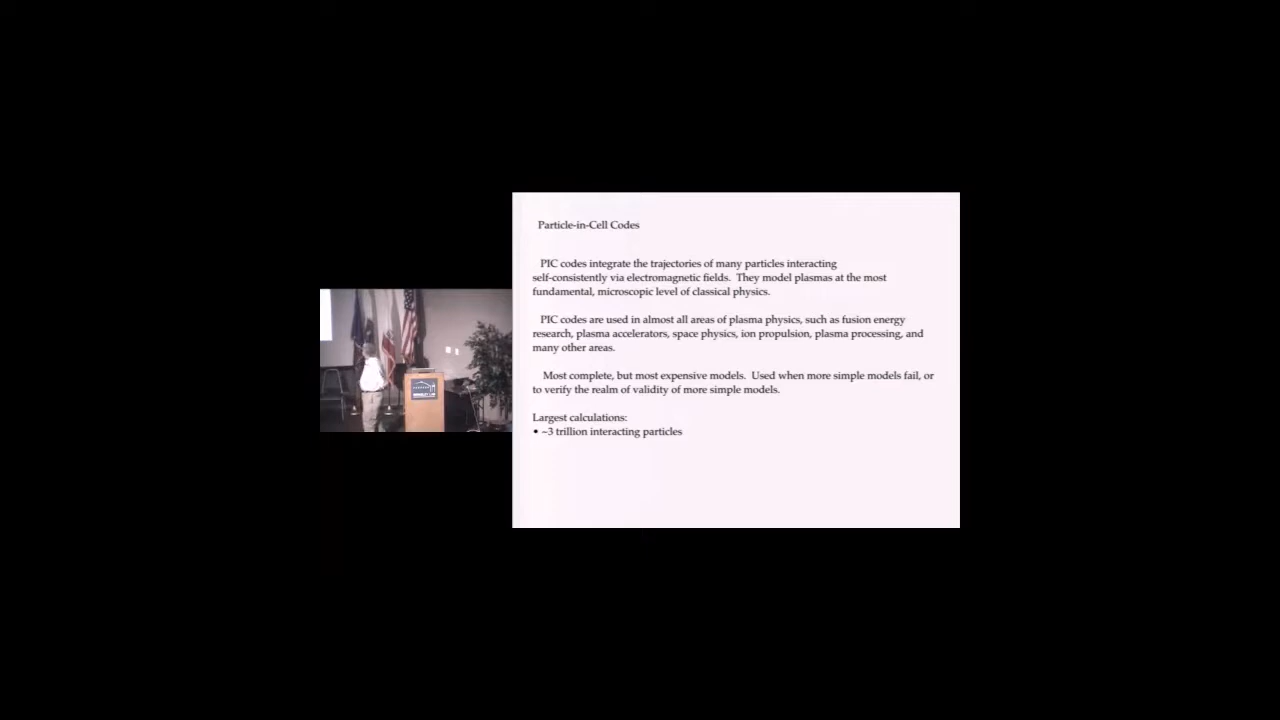 Particle-in-Cell Codes
PIC codes integrate the trajectories of many particles interacting
self-consistently via electromagnetic fields. They model plasmas at the most
fundamental, microscopic level of classical physics.
PIC codes are used in almost all areas of plasma physics, such as fusion energy
research, plasma accelerators, space physics, ion propulsion, plasma processing, and
many other areas.
Most complete, but most expensive models. Used when more simple models fail, or
to verify the realm of validity of more simple models.
Largest calculations:
• ~3 trillion interacting particles